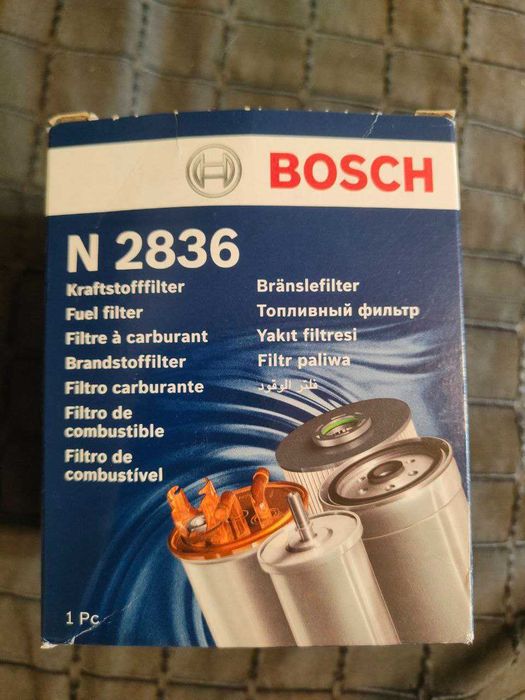 BOSCH
N 2836
Kraftstofffilter
Fuel filter
Filtre à carburant
Brandstoffilter
Filtro carburante
Filtro de
combustible
Filtro de
combustível
Bränslefilter
Топливный фильтр
Yakıt filtresi
Filtr paliwa
فلتر الوقود
1 Pc